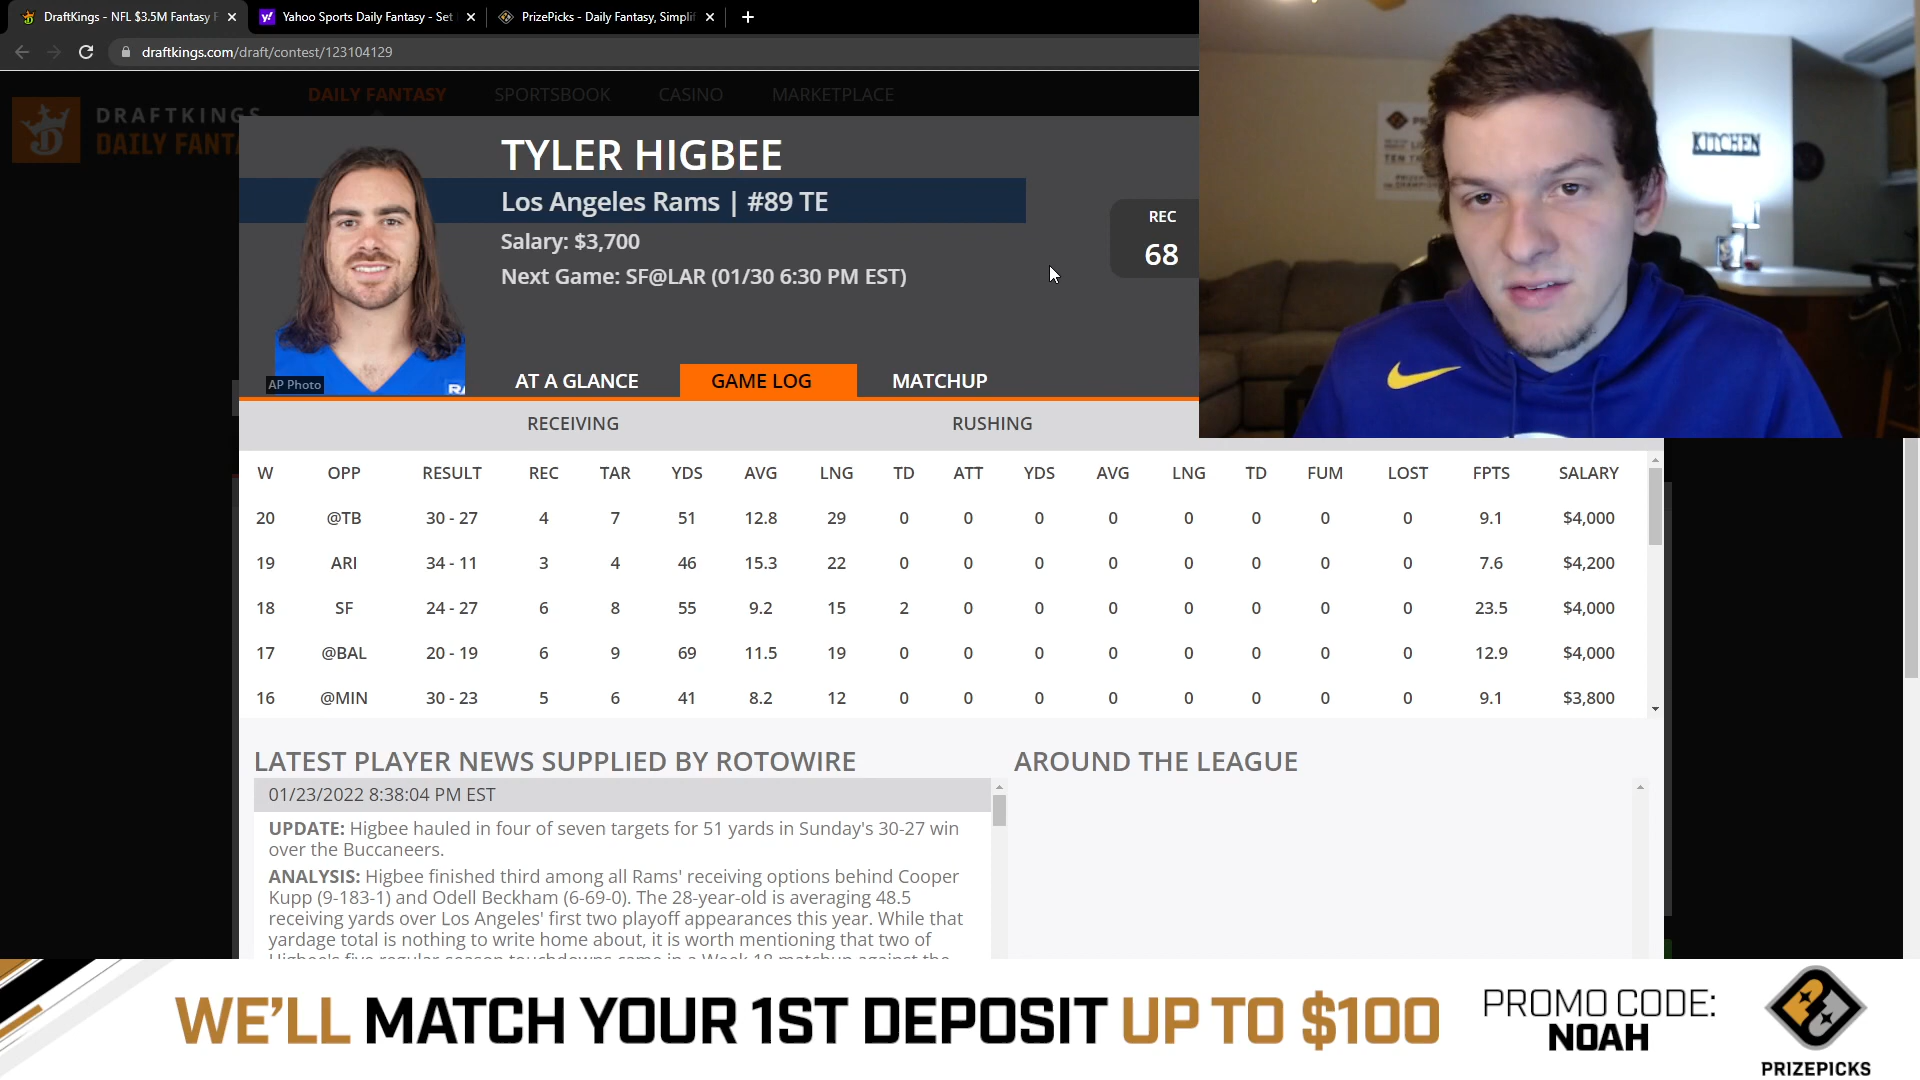 DraftKings - NFL $3.5M Fantasy F
Yahoo Sports Daily Fantasy - Set
PrizePicks - Daily Fantasy, Simplif
draftkings.com/draft/contest/123104129
DRAFTKINGS
DAILY FANTA
DAILY FANTASY SPORTSBOOK CASINO MARKETPLACE
TYLER HIGBEE
Los Angeles Rams | #89 TE
Salary: $3,700
Next Game: SF@LAR (01/30 6:30 PM EST)
REC
68
KITCHEN
AP Photo
AT A GLANCE GAME LOG MATCHUP
RECEIVING RUSHING
W OPP RESULT REC TAR YDS AVG LNG TD ATT YDS AVG LNG TD FUM LOST FPTS SALARY
20 @TB 30 - 27 4 7 51 12.8 29 0 0 0 0 0 0 0 0 9.1 $4,000
19 ARI 34 - 11 3 4 46 15.3 22 0 0 0 0 0 0 0 0 7.6 $4,200
18 SF 24 - 27 6 8 55 9.2 15 2 0 0 0 0 0 0 0 23.5 $4,000
17 @BAL 20 - 19 6 9 69 11.5 19 0 0 0 0 0 0 0 0 12.9 $4,000
16 @MIN 30 - 23 5 6 41 8.2 12 0 0 0 0 0 0 0 0 9.1 $3,800
LATEST PLAYER NEWS SUPPLIED BY ROTOWIRE
AROUND THE LEAGUE
01/23/2022 8:38:04 PM EST
UPDATE: Higbee hauled in four of seven targets for 51 yards in Sunday's 30-27 win
over the Buccaneers.
ANALYSIS: Higbee finished third among all Rams' receiving options behind Cooper
Kupp (9-183-1) and Odell Beckham (6-69-0). The 28-year-old is averaging 48.5
receiving yards over Los Angeles' first two playoff appearances this year. While that
yardage total is nothing to write home about, it is worth mentioning that two of
Higbee's five regular season touchdowns came in a Week 18 matchup against the
WE'LL MATCH YOUR 1ST DEPOSIT UP TO $100
PROMO CODE:
NOAH
PRIZEPICKS